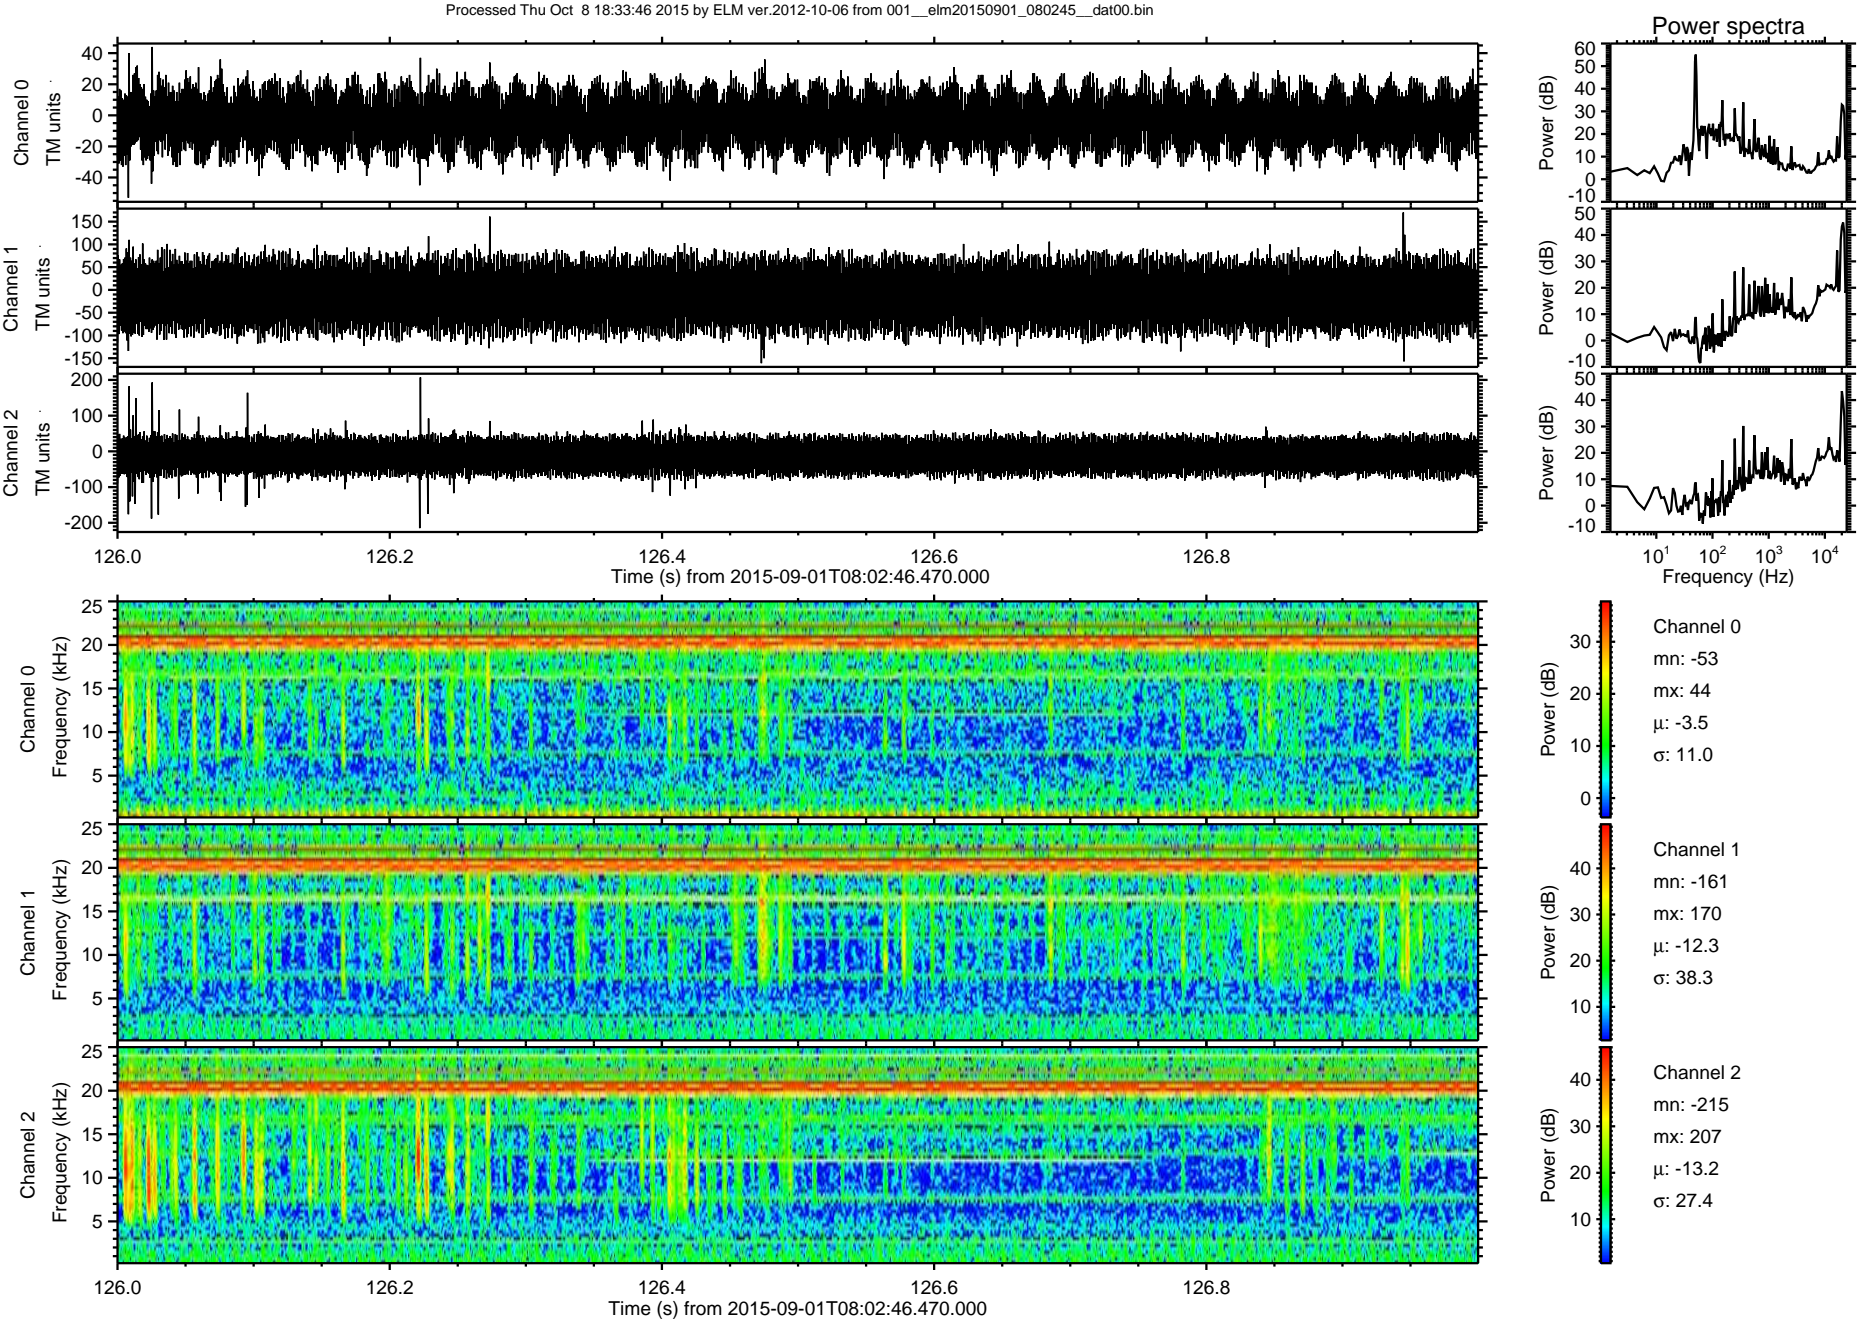 Processed Thu Oct  8 18:33:46 2015 by ELM ver.2012-10-06 from 001__elm20150901_080245__dat00.bin
Power spectra
Channel 0
TM units
40
20
0
-20
-40
Power (dB)
60
50
40
30
20
10
0
-10
Channel 1
TM units
150
100
50
0
-50
-100
-150
Power (dB)
50
40
30
20
10
0
-10
Channel 2
TM units
200
100
0
-100
-200
Power (dB)
50
40
30
20
10
0
-10
126.0 126.2 126.4 126.6 126.8
Time (s) from 2015-09-01T08:02:46.470.000
10¹ 10² 10³ 10⁴
Frequency (Hz)
Channel 0
Frequency (kHz)
25
20
15
10
5
Power (dB)
30
20
10
0
Channel 0
mn: -53
mx: 44
μ: -3.5
σ: 11.0
Channel 1
Frequency (kHz)
25
20
15
10
5
Power (dB)
40
30
20
10
Channel 1
mn: -161
mx: 170
μ: -12.3
σ: 38.3
Channel 2
Frequency (kHz)
25
20
15
10
5
Power (dB)
40
30
20
10
Channel 2
mn: -215
mx: 207
μ: -13.2
σ: 27.4
126.0 126.2 126.4 126.6 126.8
Time (s) from 2015-09-01T08:02:46.470.000